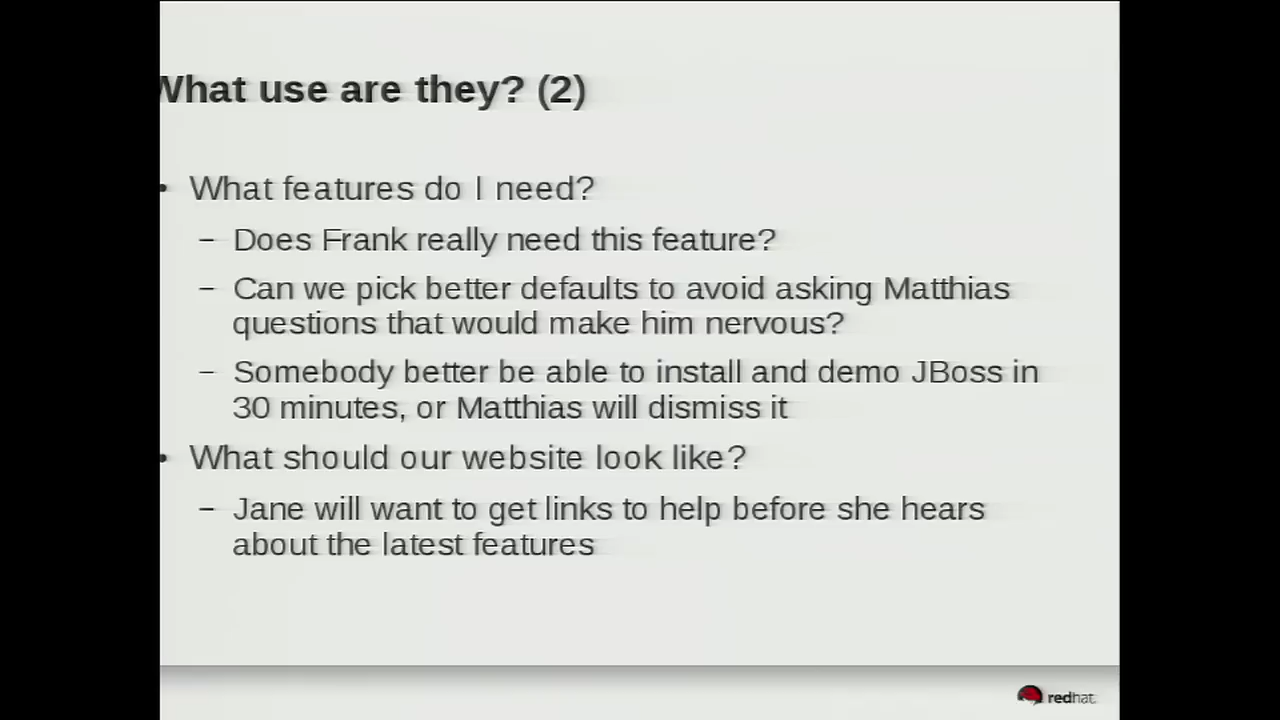 What use are they? (2)
• What features do I need?
– Does Frank really need this feature?
– Can we pick better defaults to avoid asking Matthias
questions that would make him nervous?
– Somebody better be able to install and demo JBoss in
30 minutes, or Matthias will dismiss it
• What should our website look like?
– Jane will want to get links to help before she hears
about the latest features
redhat.